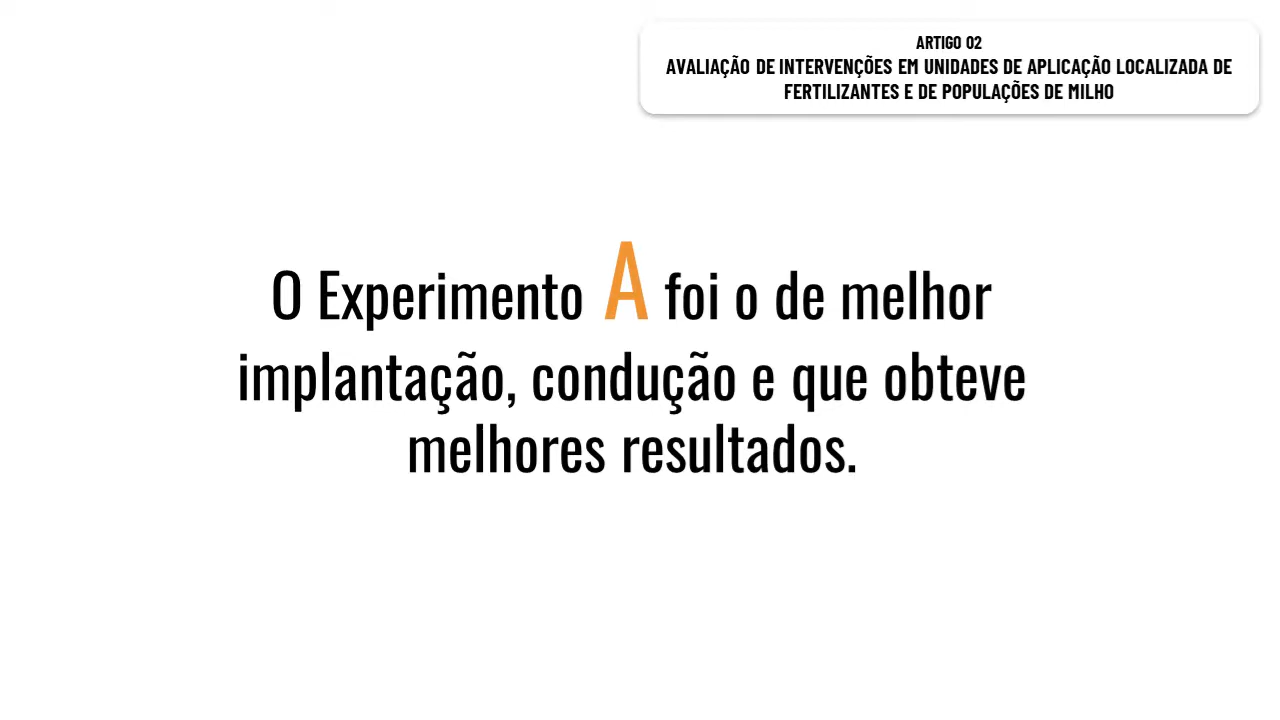 ARTIGO 02
AVALIAÇÃO DE INTERVENÇÕES EM UNIDADES DE APLICAÇÃO LOCALIZADA DE
FERTILIZANTES E DE POPULAÇÕES DE MILHO
O Experimento A foi o de melhor
implantação, condução e que obteve
melhores resultados.